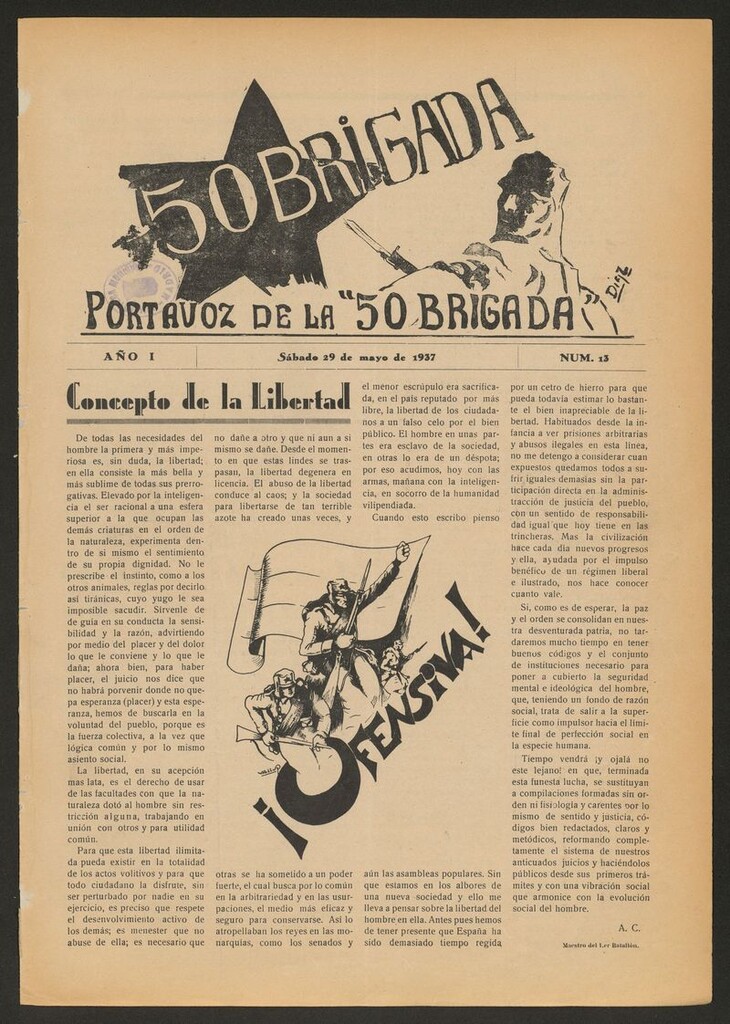 50 BRIGADA
Diaz
PORTAVOZ DE LA "50 BRIGADA"
AÑO I
Sábado 29 de mayo de 1937
NUM. 13
Concepto de la Libertad
De todas las necesidades del
hombre la primera y más impe-
riosa es, sin duda, la libertad;
en ella consiste la más bella y
más sublime de todas sus prerro-
gativas. Elevado por la inteligen-
cia el ser racional a una esfera
superior a la que ocupan las
demás criaturas en el orden de
la naturaleza, experimenta den-
tro de si mismo el sentimiento
de su propia dignidad. No le
prescribe el instinto, como a los
otros animales, reglas por decirlo
así tiránicas, cuyo yugo le sea
imposible sacudir. Sírvenle de
de guia en su conducta la sensi-
bilidad y la razón, advirtiendo
por medio del placer y del dolor
lo que le conviene y lo que le
daña; ahora bien, para haber
placer, el juicio nos dice que
no habrá porvenir donde no que-
pa esperanza (placer) y esta espe-
ranza, hemos de buscarla en la
voluntad del pueblo, porque es
la fuerza colectiva, a la vez que
lógica común y por lo mismo
asiento social.
La libertad, en su acepción
mas lata, es el derecho de usar
de las facultades con que la na-
turaleza dotó al hombre sin res-
tricción alguna, trabajando en
unión con otros y para utilidad
común.
Para que esta libertad ilimita-
da pueda existir en la totalidad
de los actos volitivos y para que
todo ciudadano la disfrute, sin
ser perturbado por nadie en su
ejercicio, es preciso que respete
el desenvolvimiento activo de
los demás; es menester que no
abuse de ella; es necesario que
no dañe a otro y que ni aun a si
mismo se dañe. Desde el momen-
to en que estas lindes se tras-
pasan, la libertad degenera en
licencia. El abuso de la libertad
conduce al caos; y la sociedad
para libertarse de tan terrible
azote ha creado unas veces, y
¡OFENSIVA!
otras se ha sometido a un poder
fuerte, el cual busca por lo común
en la arbitrariedad y en las usur-
paciones, el medio más eficaz y
seguro para conservarse. Así lo
atropellaban los reyes en las mo-
narquías, como los senados y
el menor escrúpulo era sacrifica-
da, en el país reputado por más
libre, la libertad de los ciudada-
nos a un falso celo por el bien
público. El hombre en unas par-
tes era esclavo de la sociedad,
en otras lo era de un déspota;
por eso acudimos, hoy con las
armas, mañana con la inteligen-
cia, en socorro de la humanidad
vilipendiada.
Cuando esto escribo pienso
aún las asambleas populares. Sin
que estamos en los albores de
una nueva sociedad y ello me
lleva a pensar sobre la libertad del
hombre en ella. Antes pues hemos
de tener presente que España ha
sido demasiado tiempo regida
por un cetro de hierro para que
pueda todavia estimar lo bastan-
te el bien inapreciable de la li-
bertad. Habituados desde la in-
fancia a ver prisiones arbitrarias
y abusos ilegales en esta línea,
no me detengo a considerar cuan
expuestos quedamos todos a su-
frir iguales demasías sin la par-
ticipación directa en la adminis-
tracción de justicia del pueblo,
con un sentido de responsabili-
dad igual que hoy tiene en las
trincheras. Mas la civilización
hace cada dia nuevos progresos
y ella, ayudada por el impulso
benéfico de un régimen liberal
e ilustrado, nos hace conocer
cuanto vale.
Si, como es de esperar, la paz
y el orden se consolidan en nues-
tra desventurada patria, no tar-
daremos mucho tiempo en tener
buenos códigos y el conjunto
de instituciones necesario para
poner a cubierto la seguridad
mental e ideológica del hombre,
que, teniendo un fondo de razón
social, trata de salir a la super-
ficie como impulsor hacia el lími-
te final de perfección social en
la especie humana.
Tiempo vendrá ¡y ojalá no
este lejano! en que, terminada
esta funesta lucha, se sustituyan
a compilaciones formadas sin or-
den ni fisiología y carentes por lo
mismo de sentido y justicia, có-
digos bien redactados, claros y
metódicos, reformando comple-
tamente el sistema de nuestros
anticuados juicios y haciéndolos
públicos desde sus primeros trá-
mites y con una vibración social
que armonice con la evolución
social del hombre.
A. C.
Maestro del 1.er Batallón.